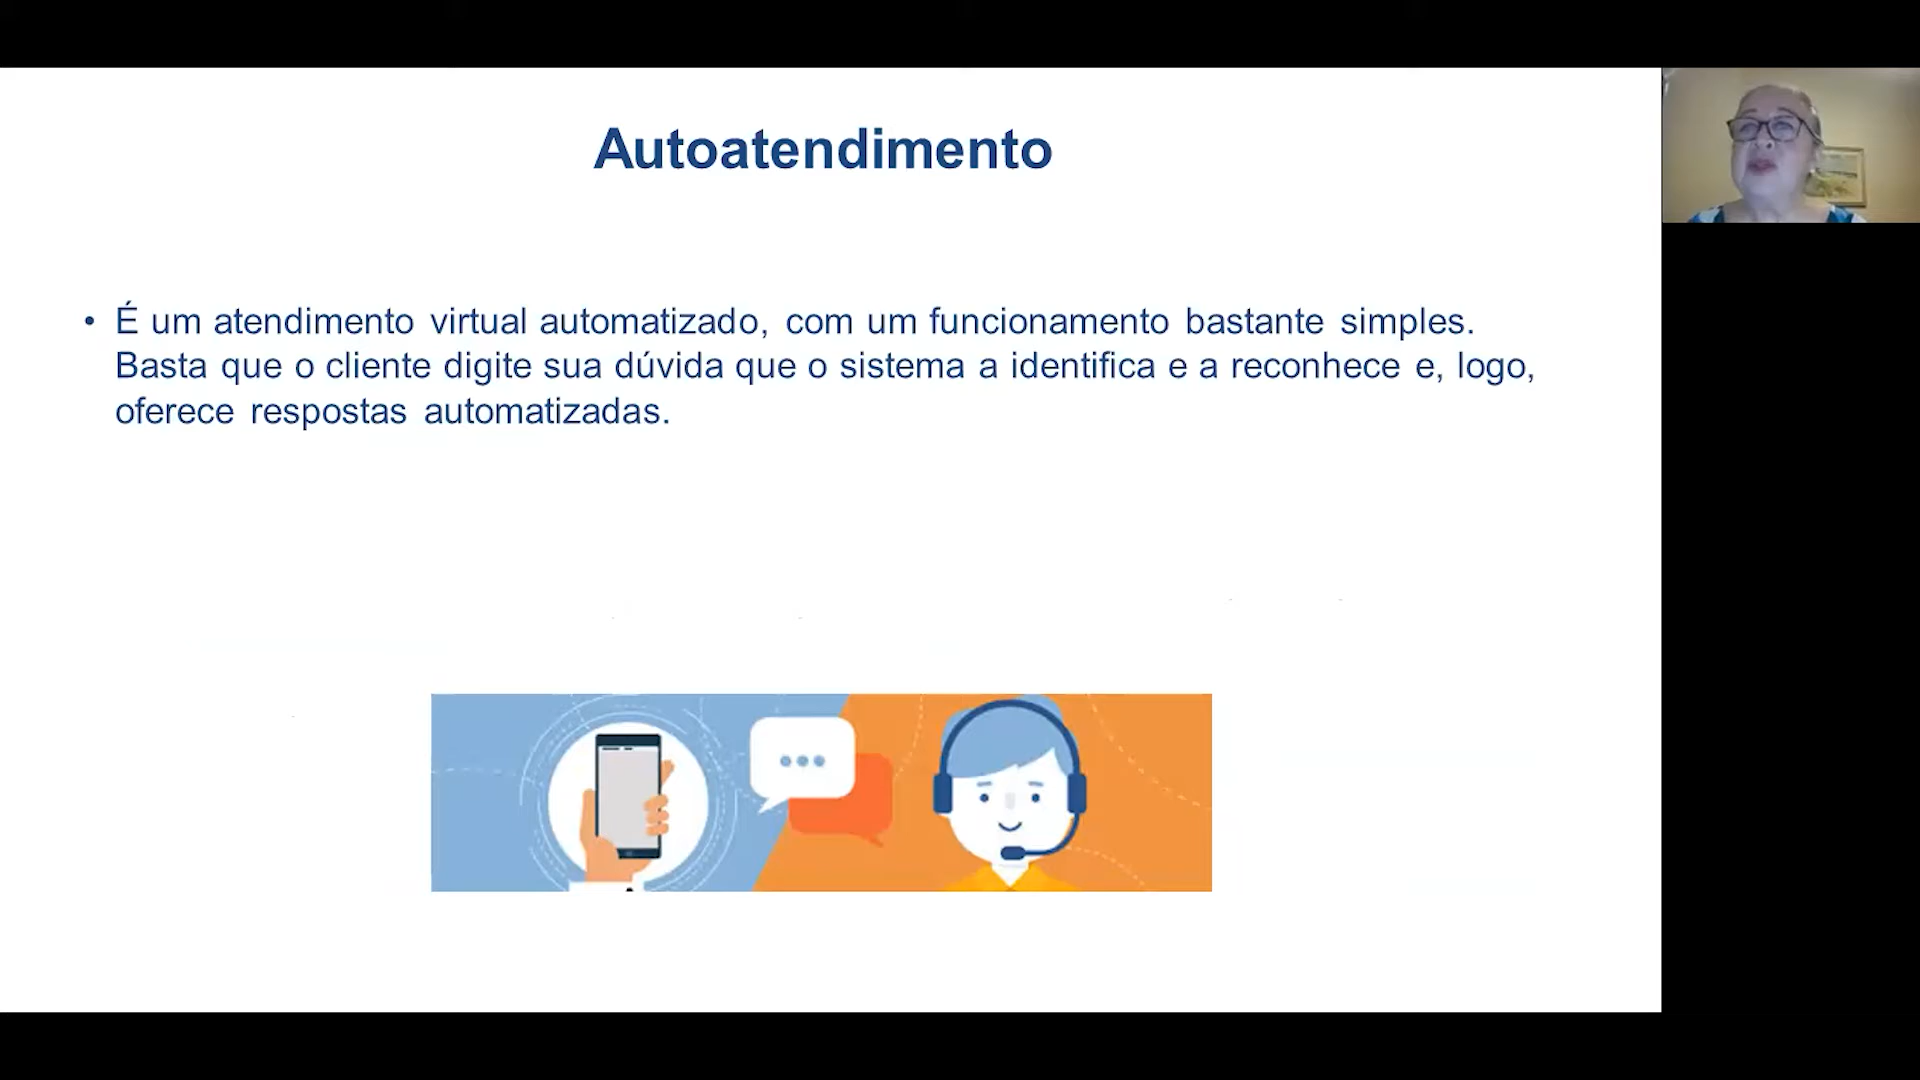 Autoatendimento
• É um atendimento virtual automatizado, com um funcionamento bastante simples.
Basta que o cliente digite sua dúvida que o sistema a identifica e a reconhece e, logo,
oferece respostas automatizadas.